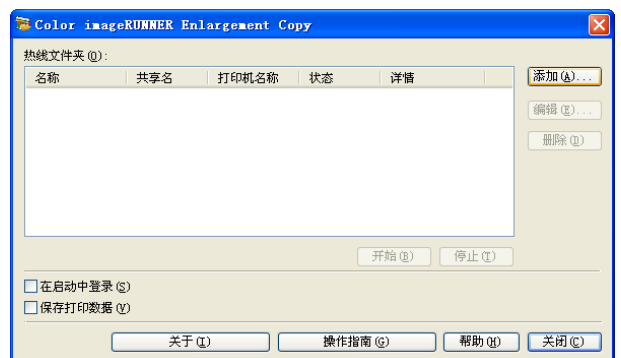 Color imageRUNNER Enlargement Copy
热线文件夹(O):
名称 共享名 打印机名称 状态 详情
添加(A)...
编辑(E)...
删除(D)
开始(B) 停止(T)
在启动中登录(S)
保存打印数据(V)
关于(I) 操作指南(G) 帮助(H) 关闭(C)